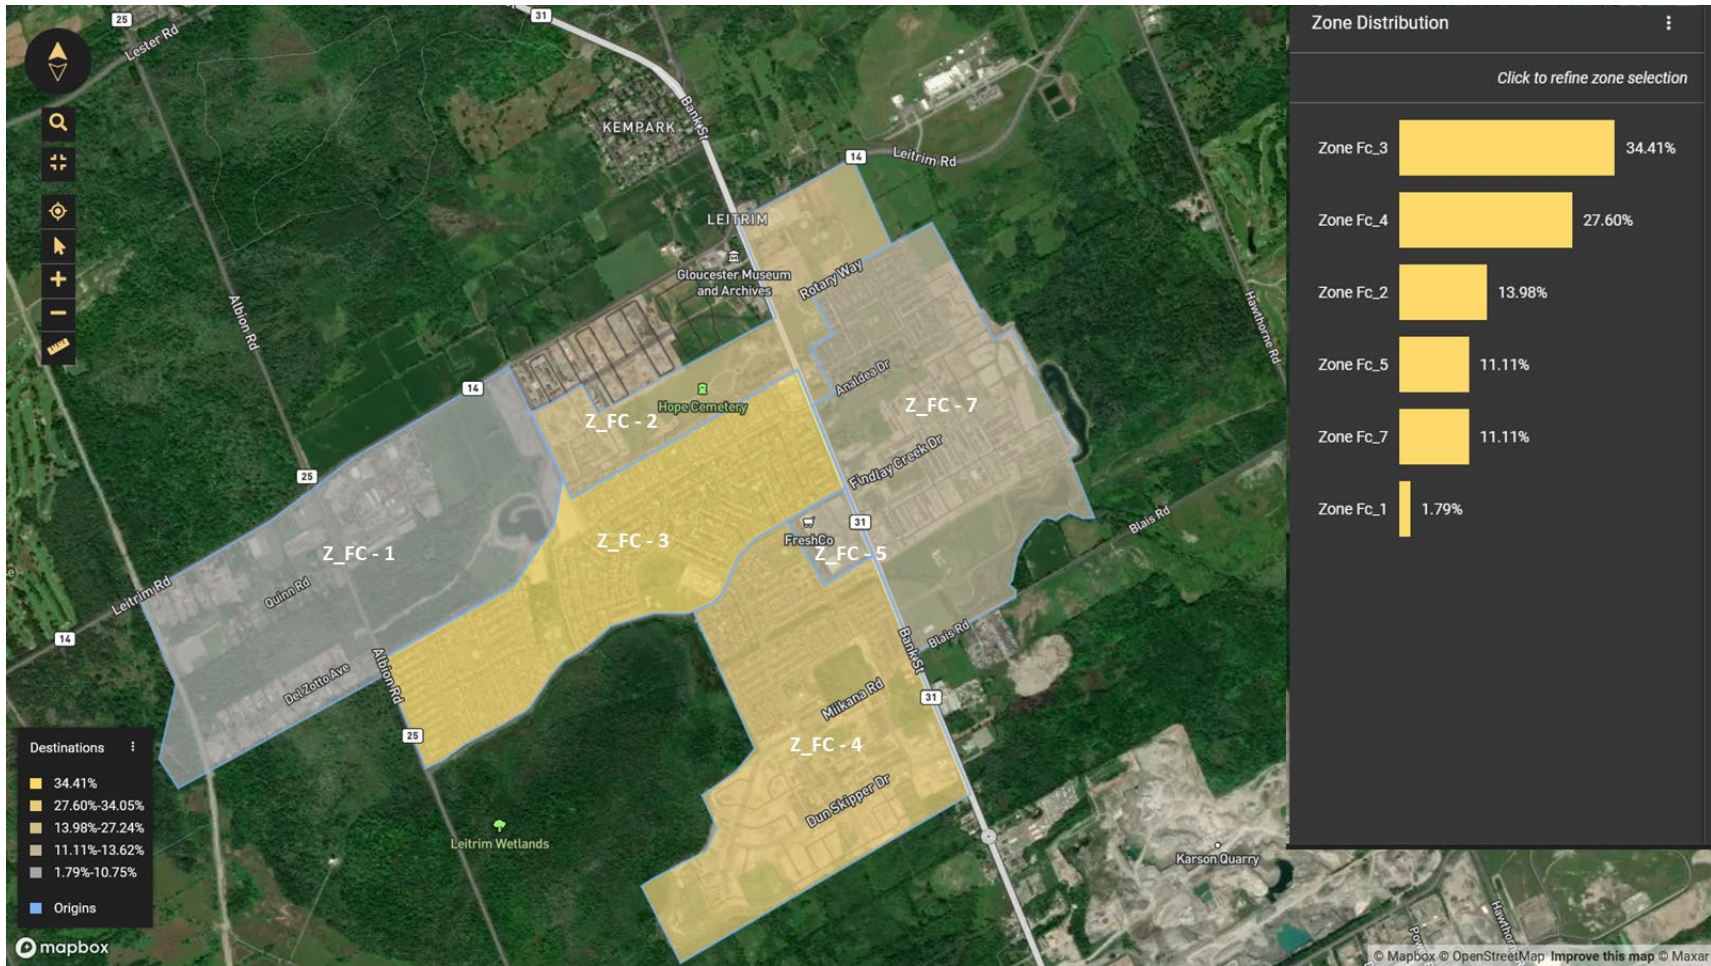 25
Lester Rd
31
Bank St
KEMPARK
14
Leitrim Rd
LEITRIM
Gloucester Museum
and Archives
Rotary Way
Hawthorne Rd
Albion Rd
14
Analdea Dr
Hope Cemetery
Z_FC - 2
Z_FC - 7
25
Findlay Creek Dr
31
Blais Rd
FreshCo
Z_FC - 5
Z_FC - 3
Z_FC - 1
Quinn Rd
Leitrim Rd
14
Blais Rd
Bank St
Albion Rd
Del Zotto Ave
Miikana Rd
31
25
Z_FC - 4
Dun Skipper Dr
Leitrim Wetlands
Karson Quarry
Destinations
34.41%
27.60%-34.05%
13.98%-27.24%
11.11%-13.62%
1.79%-10.75%
Origins
mapbox
Zone Distribution
Click to refine zone selection
Zone Fc_3 34.41%
Zone Fc_4 27.60%
Zone Fc_2 13.98%
Zone Fc_5 11.11%
Zone Fc_7 11.11%
Zone Fc_1 1.79%
© Mapbox © OpenStreetMap Improve this map © Maxar